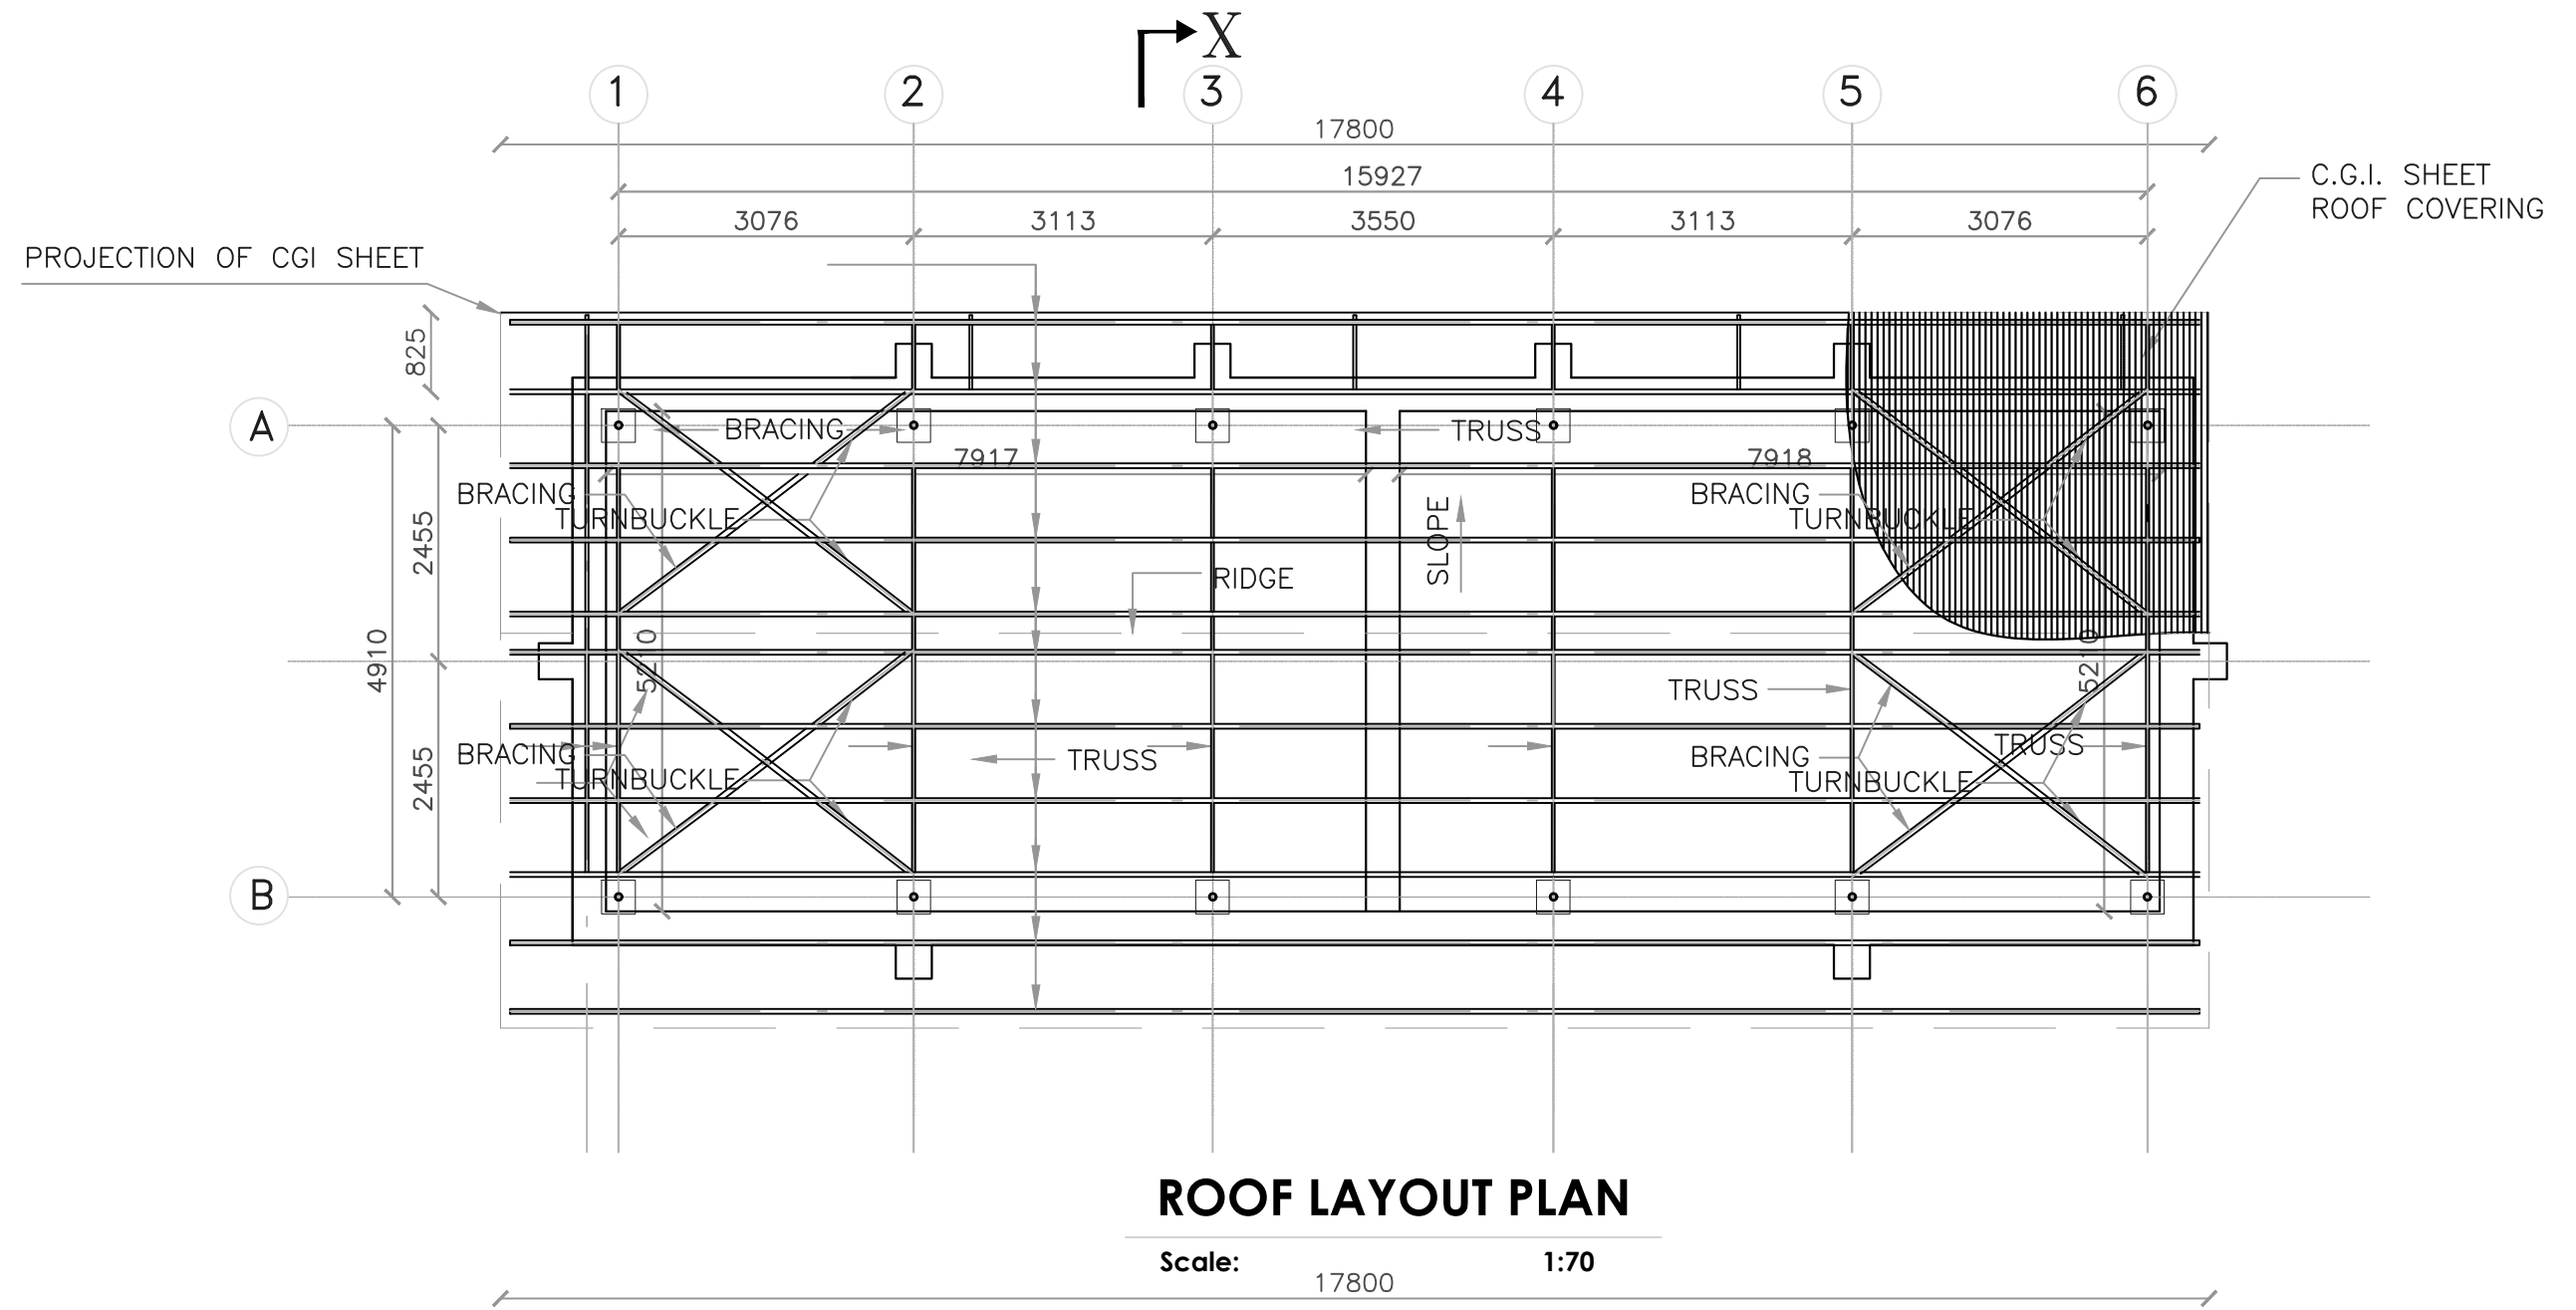 X
1 2 3 4 5 6
17800
15927
3076 3113 3550 3113 3076
C.G.I. SHEET
ROOF COVERING
PROJECTION OF CGI SHEET
825
A
BRACING
TRUSS
7917
7918
BRACING
TURNBUCKLE
BRACING
TURNBUCKLE
SLOPE
2455
RIDGE
4910
5210
5210
TRUSS
BRACING
TURNBUCKLE
TRUSS
BRACING
TURNBUCKLE
TRUSS
2455
B
ROOF LAYOUT PLAN
Scale: 1:70
17800